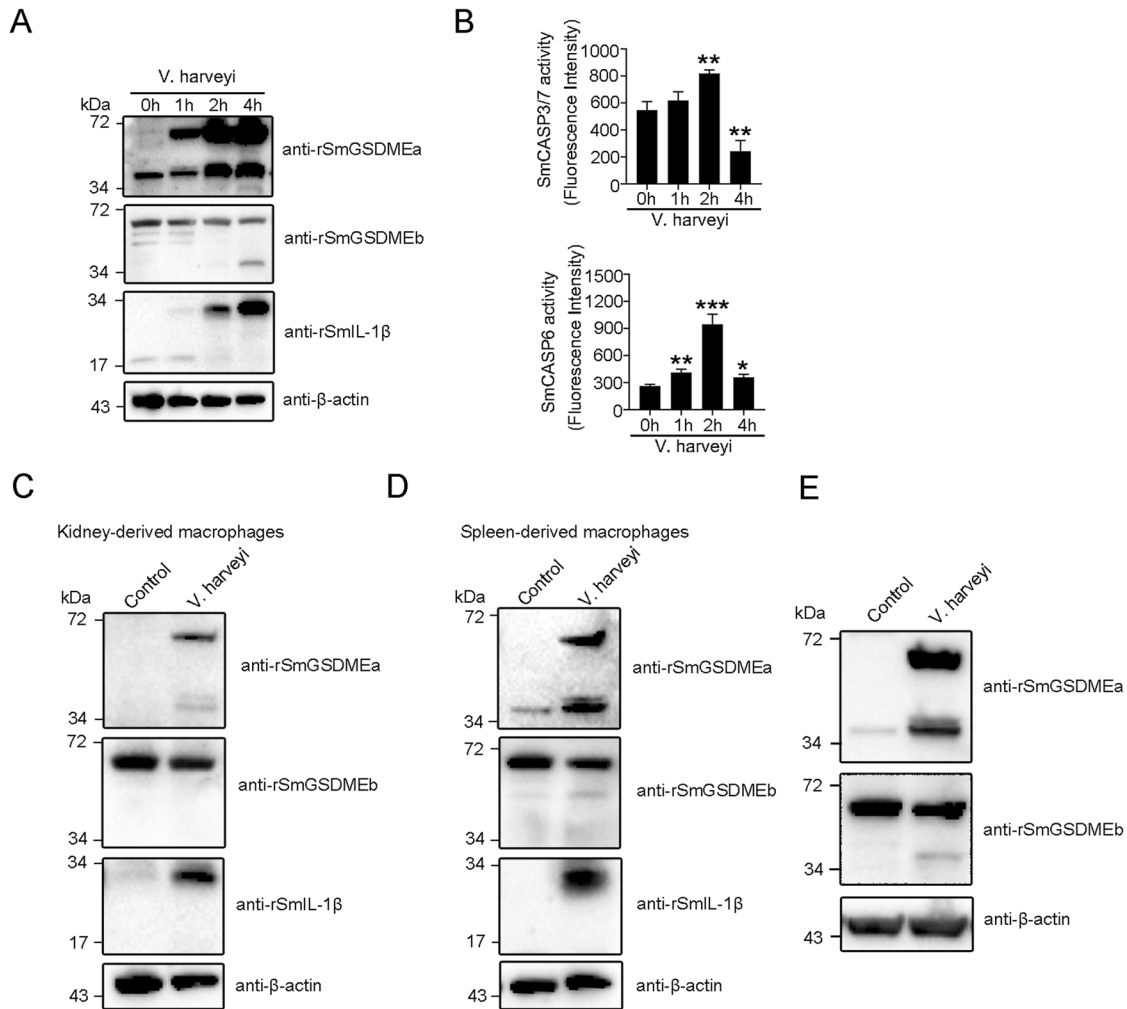 A
V. harveyi
kDa 0h 1h 2h 4h
72
anti-rSmGSDMEa
34
72
anti-rSmGSDMEb
34
34
anti-rSmIL-1β
17
43
anti-β-actin
B
SmCASP3/7 activity
(Fluorescence Intensity)
1000
800
600
400
200
0
**
**
0h 1h 2h 4h
V. harveyi
SmCASP6 activity
(Fluorescence Intensity)
1500
1200
900
600
300
0
**
***
*
0h 1h 2h 4h
V. harveyi
C
Kidney-derived macrophages
kDa Control V. harveyi
72
anti-rSmGSDMEa
34
72
anti-rSmGSDMEb
34
34
anti-rSmIL-1β
17
43
anti-β-actin
D
Spleen-derived macrophages
kDa Control V. harveyi
72
anti-rSmGSDMEa
34
72
anti-rSmGSDMEb
34
34
anti-rSmIL-1β
17
43
anti-β-actin
E
kDa Control V. harveyi
72
anti-rSmGSDMEa
34
72
anti-rSmGSDMEb
34
43
anti-β-actin